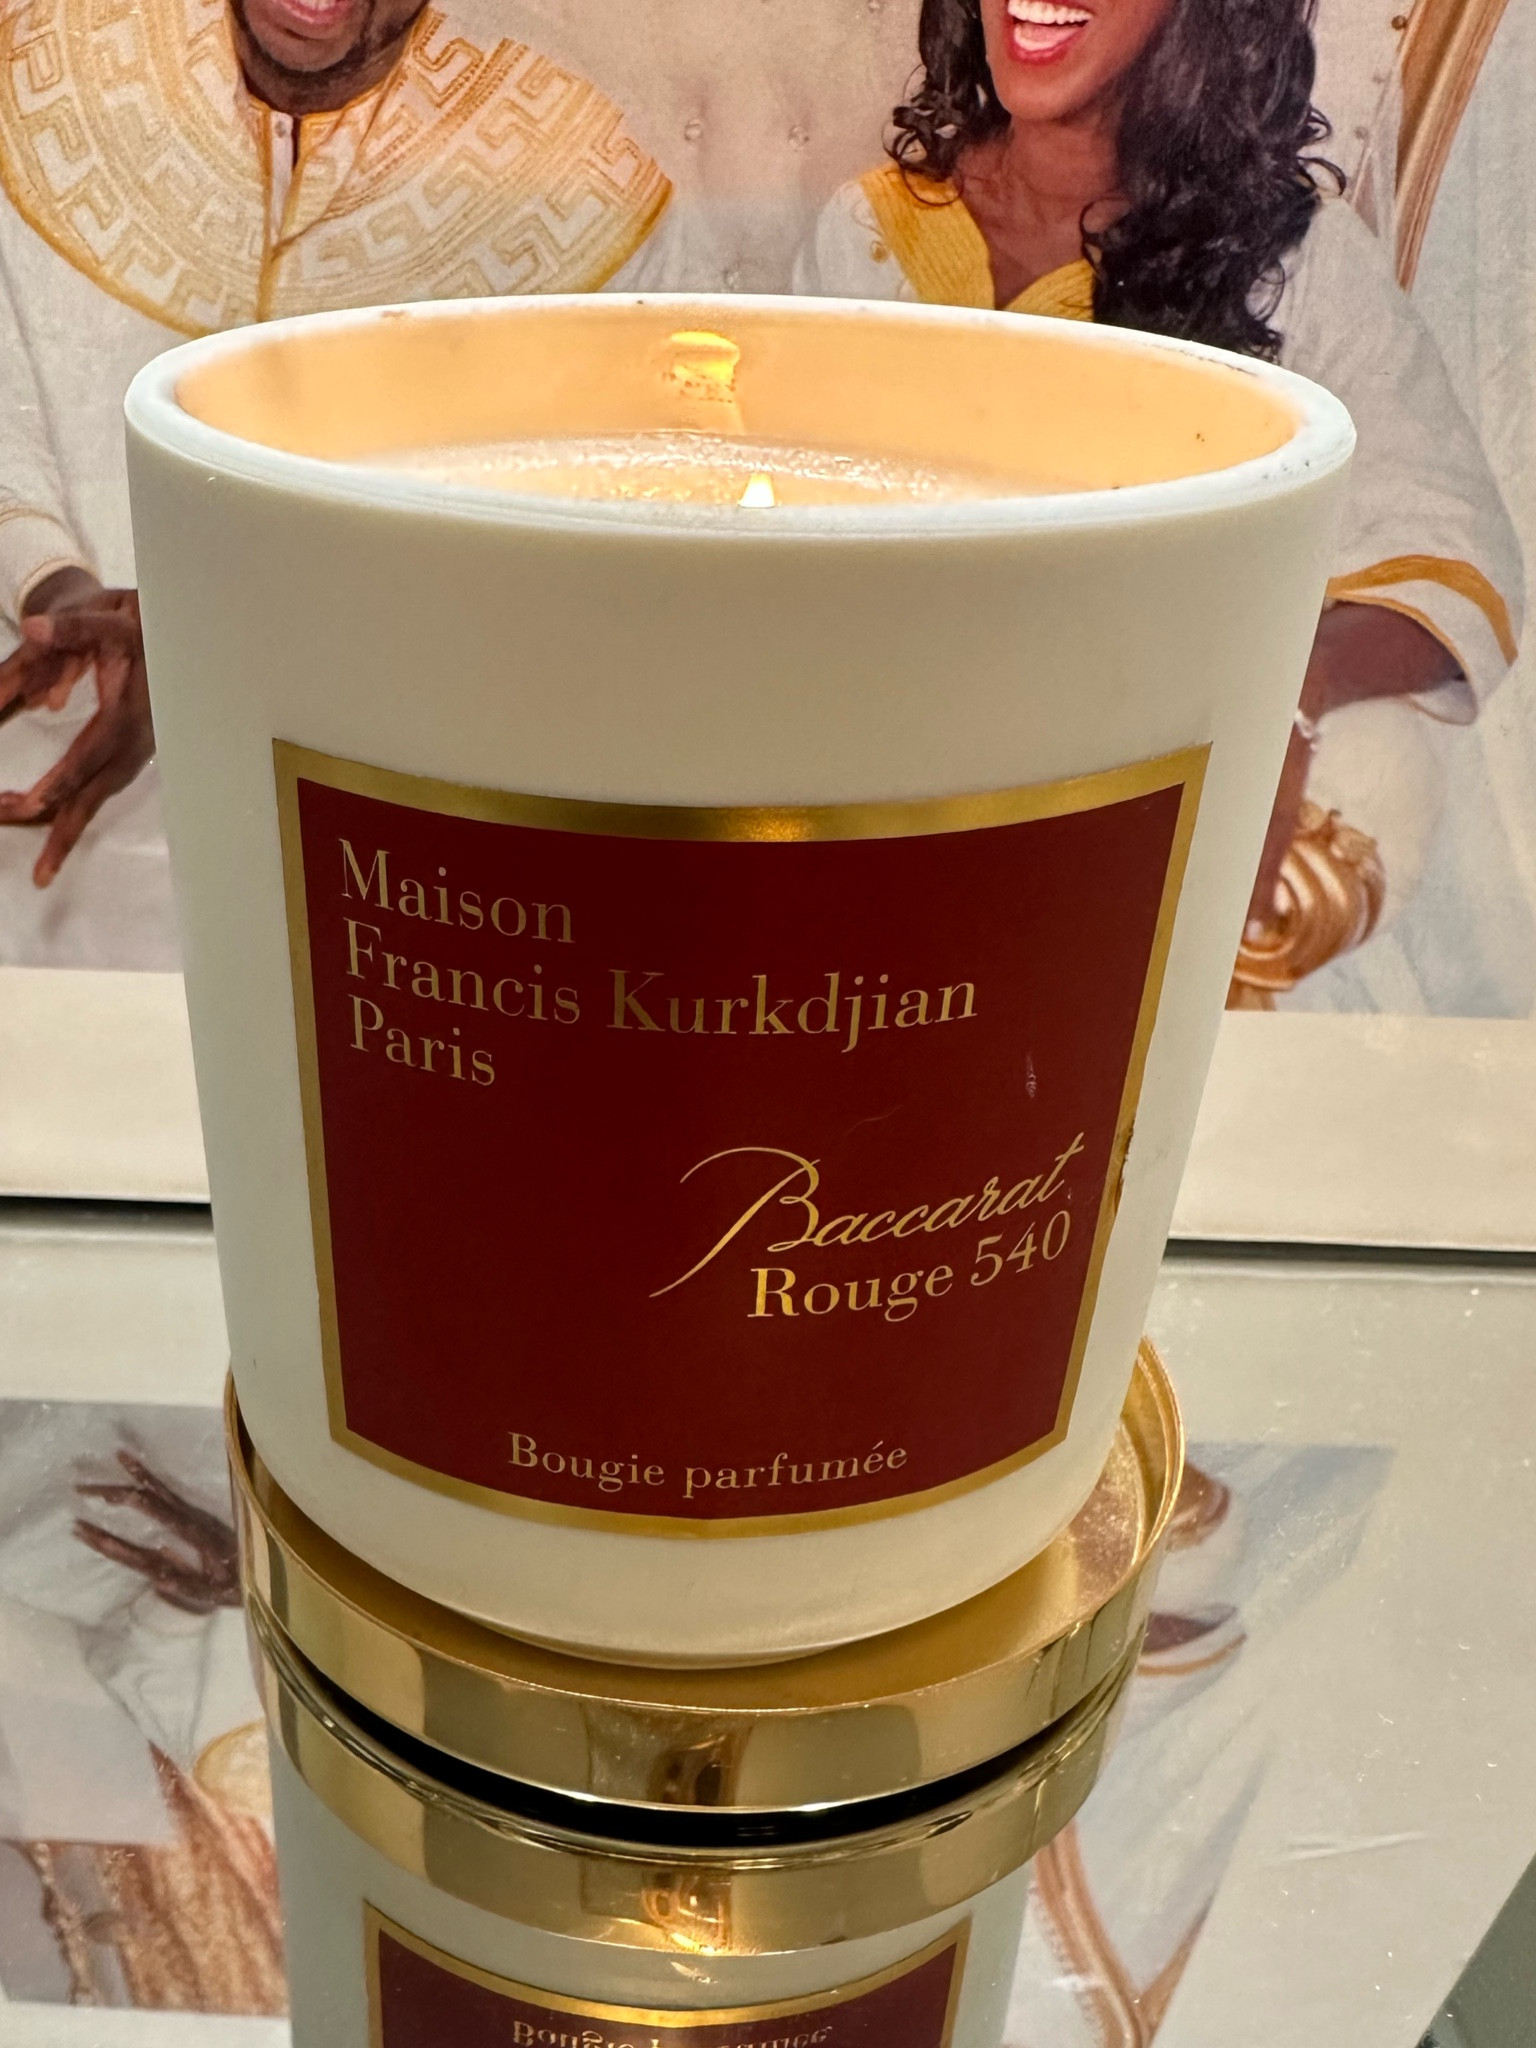 Maison
Francis Kurkdjian
Paris
Baccarat
Rouge 540
Bougie parfumée